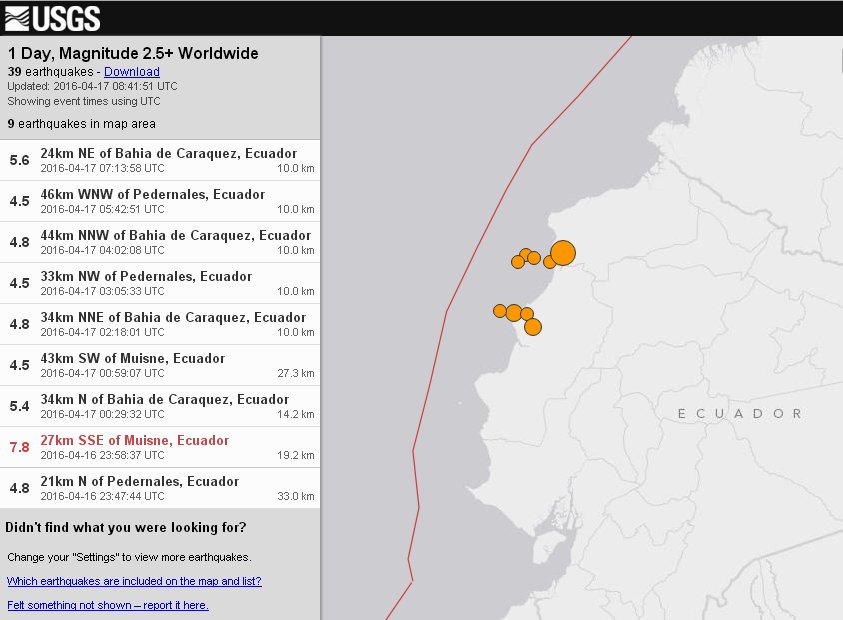 USGS
1 Day, Magnitude 2.5+ Worldwide
39 earthquakes - Download
Updated: 2016-04-17 08:41:51 UTC
Showing event times using UTC
9 earthquakes in map area
5.6 24km NE of Bahia de Caraquez, Ecuador
2016-04-17 07:13:58 UTC 10.0 km
4.5 46km WNW of Pedernales, Ecuador
2016-04-17 05:42:51 UTC 10.0 km
4.8 44km NNW of Bahia de Caraquez, Ecuador
2016-04-17 04:02:08 UTC 10.0 km
4.5 33km NW of Pedernales, Ecuador
2016-04-17 03:05:33 UTC 10.0 km
4.8 34km NNE of Bahia de Caraquez, Ecuador
2016-04-17 02:18:01 UTC 10.0 km
4.5 43km SW of Muisne, Ecuador
2016-04-17 00:59:07 UTC 27.3 km
5.4 34km N of Bahia de Caraquez, Ecuador
2016-04-17 00:29:32 UTC 14.2 km
7.8 27km SSE of Muisne, Ecuador
2016-04-16 23:58:37 UTC 19.2 km
4.8 21km N of Pedernales, Ecuador
2016-04-16 23:47:44 UTC 33.0 km
Didn't find what you were looking for?
Change your "Settings" to view more earthquakes.
Which earthquakes are included on the map and list?
Felt something not shown – report it here.
ECUADOR